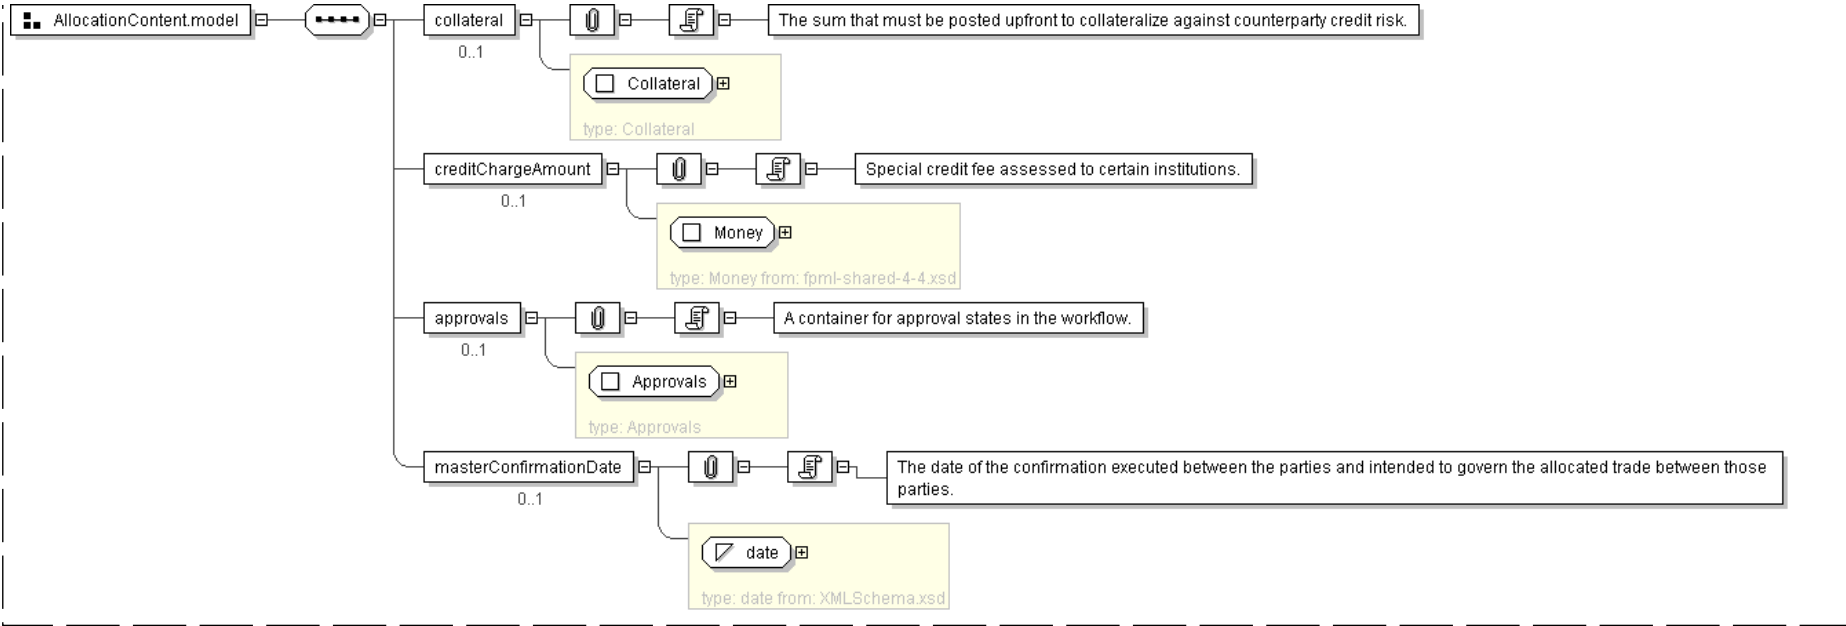 AllocationContent.model
collateral
The sum that must be posted upfront to collateralize against counterparty credit risk.
0..1
Collateral
type: Collateral
creditChargeAmount
Special credit fee assessed to certain institutions.
0..1
Money
type: Money from: fpml-shared-4-4.xsd
approvals
A container for approval states in the workflow.
0..1
Approvals
type: Approvals
masterConfirmationDate
The date of the confirmation executed between the parties and intended to govern the allocated trade between those
parties.
0..1
date
type: date from: XMLSchema.xsd